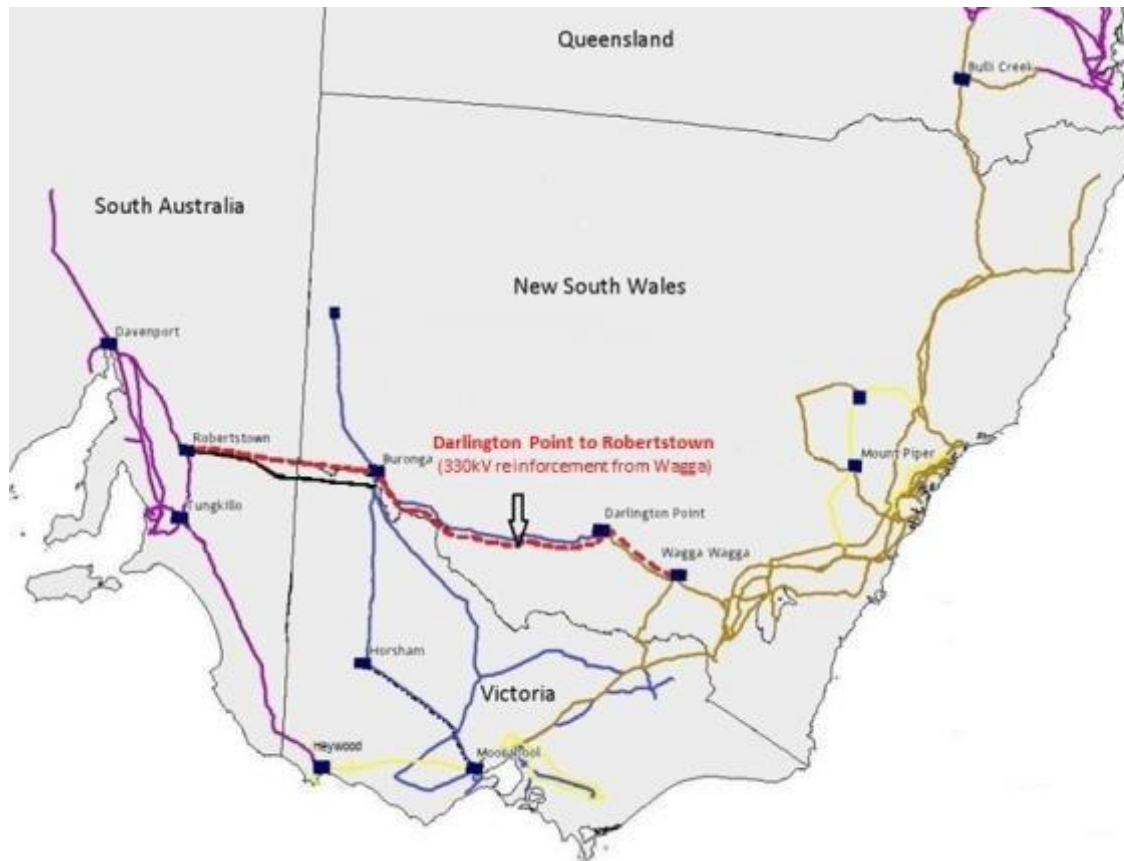 Queensland
Bulli Creek
South Australia
New South Wales
Davenport
Darlington Point to Robertstown
(330kV reinforcement from Wagga)
Robertstown
Buronga
Mount Piper
Tungkillo
Darlington Point
Wagga Wagga
Horsham
Victoria
Heywood
Moorabool